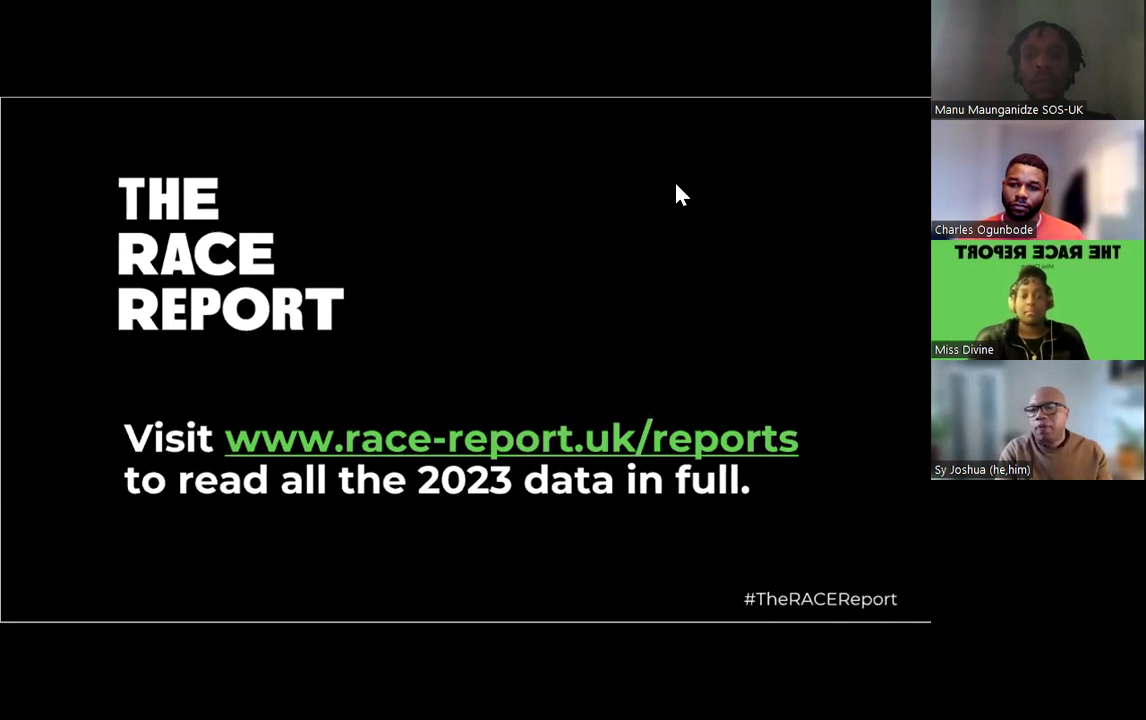 THE
RACE
REPORT
Visit www.race-report.uk/reports
to read all the 2023 data in full.
#TheRACEReport
Manu Maunganidze SOS-UK
Charles Ogunbode
THE RACE REPORT
Miss Divine
Sy Joshua (he,him)